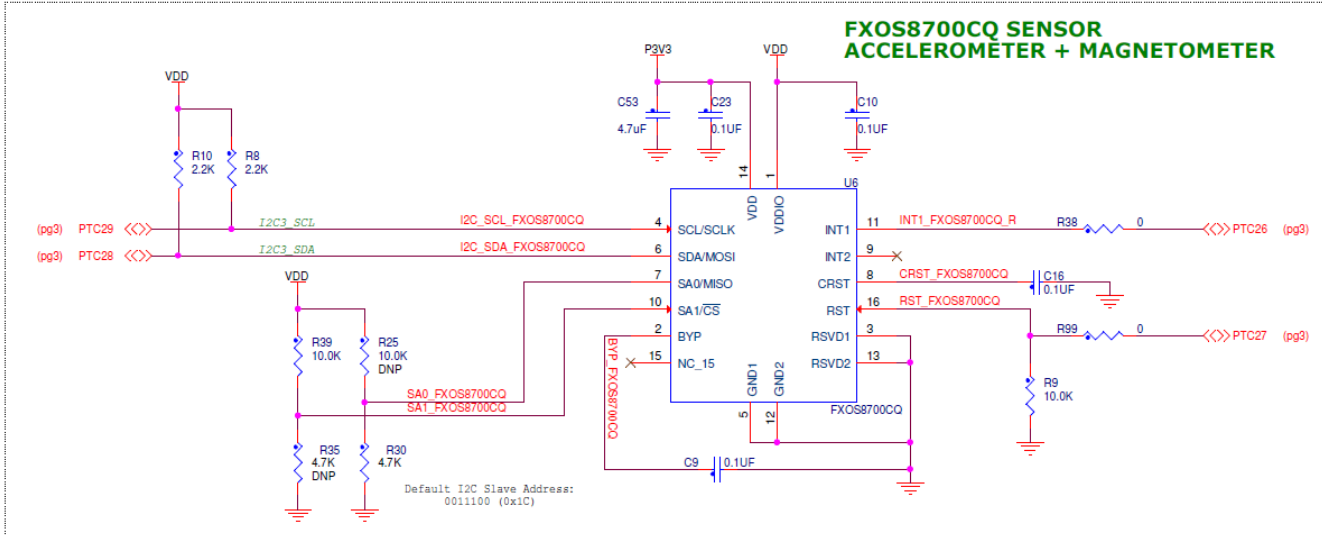 FXOS8700CQ SENSOR
ACCELEROMETER + MAGNETOMETER
P3V3
VDD
VDD
C53
4.7uF
C23
0.1UF
C10
0.1UF
R10
2.2K
R8
2.2K
14
1
U6
VDD
VDDIO
(pg3) PTC29
I2C3_SCL
I2C_SCL_FXOS8700CQ
4
SCL/SCLK
INT1
11
INT1_FXOS8700CQ_R
R38
0
PTC26 (pg3)
(pg3) PTC28
I2C3_SDA
I2C_SDA_FXOS8700CQ
6
SDA/MOSI
INT2
9
VDD
7
SA0/MISO
CRST
8
CRST_FXOS8700CQ
C16
0.1UF
10
SA1/CS
RST
16
RST_FXOS8700CQ
R39
10.0K
R25
10.0K
DNP
2
BYP
RSVD1
3
R99
0
PTC27 (pg3)
BYP_FXOS8700CQ
15
NC_15
RSVD2
13
GND1
GND2
R9
10.0K
SA0_FXOS8700CQ
SA1_FXOS8700CQ
5
12
FXOS8700CQ
R35
4.7K
DNP
R30
4.7K
C9
0.1UF
Default I2C Slave Address:
0011100 (0x1C)